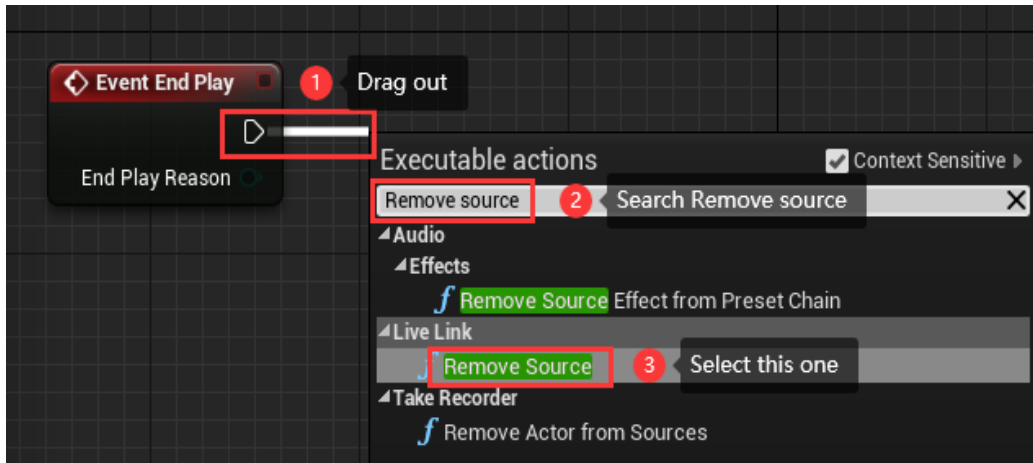 Event End Play
1 Drag out
End Play Reason
Executable actions
Context Sensitive
Remove source
2 Search Remove source
Audio
Effects
f Remove Source Effect from Preset Chain
Live Link
f Remove Source
3 Select this one
Take Recorder
f Remove Actor from Sources